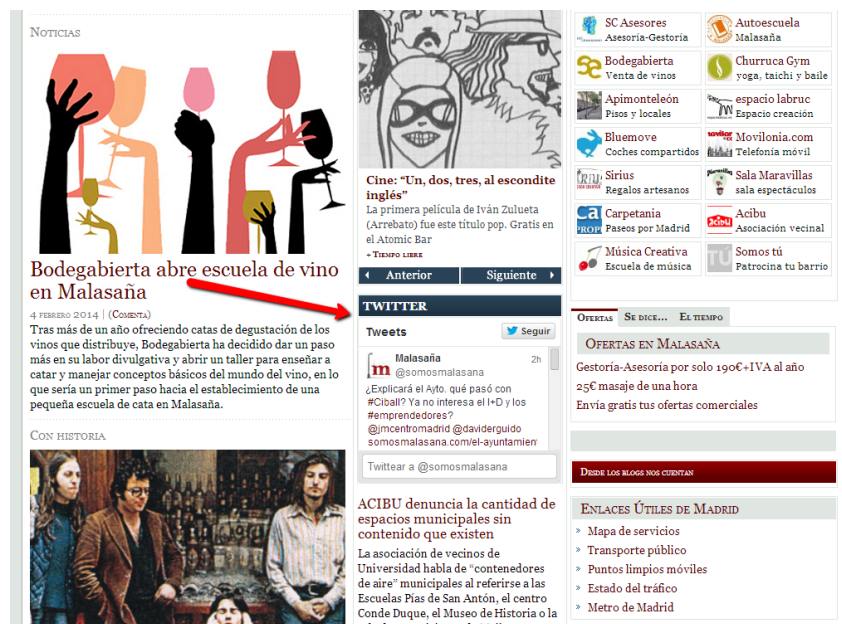 Noticias
Bodegabierta abre escuela de vino
en Malasaña
4 febrero 2014 | (Comenta)
Tras más de un año ofreciendo catas de degustación de los
vinos que distribuye, Bodegabierta ha decidido dar un paso
más en su labor divulgativa y abrir un taller para enseñar a
catar y manejar conceptos básicos del mundo del vino, en lo
que sería un primer paso hacia el establecimiento de una
pequeña escuela de cata en Malasaña.
Con historia
Cine: “Un, dos, tres, al escondite
inglés”
La primera película de Iván Zulueta
(Arrebato) fue este título pop. Gratis en
el Atomic Bar
+ Tiempo libre
Anterior
Siguiente
TWITTER
Tweets
Seguir
m
Malasaña
2h
@somosmalasana
¿Explicará el Ayto. qué pasó con
#Ciball? Ya no interesa el I+D y los
#emprendedores?
@jmcentromadrid @daviderguido
somosmalasana.com/el-ayuntamien
Twittear a @somosmalasana
ACIBU denuncia la cantidad de
espacios municipales sin
contenido que existen
La asociación de vecinos de
Universidad habla de “contenedores
de aire” municipales al referirse a las
Escuelas Pías de San Antón, el centro
Conde Duque, el Museo de Historia o la
SC Asesores
Asesoría-Gestoría
Autoescuela
Malasaña
Bodegabierta
Venta de vinos
Churruca Gym
yoga, taichi y baile
Apimonteleón
Pisos y locales
espacio labruc
Espacio creación
Bluemove
Coches compartidos
Movilonia.com
Telefonía móvil
Sirius
Regalos artesanos
Sala Maravillas
sala espectáculos
Carpetania
Paseos por Madrid
Acibu
Asociación vecinal
Música Creativa
Escuela de música
TÚ
Somos tú
Patrocina tu barrio
Ofertas
Se dice...
El tiempo
Ofertas en Malasaña
Gestoría-Asesoría por solo 190€+IVA al año
25€ masaje de una hora
Envía gratis tus ofertas comerciales
Desde los blogs nos cuentan
Enlaces Útiles de Madrid
» Mapa de servicios
» Transporte público
» Puntos limpios móviles
» Estado del tráfico
» Metro de Madrid